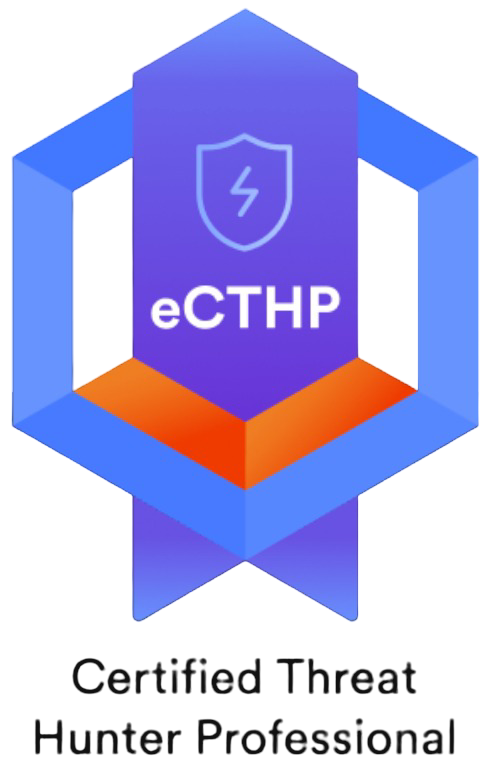 eCTHP
Certified Threat
Hunter Professional